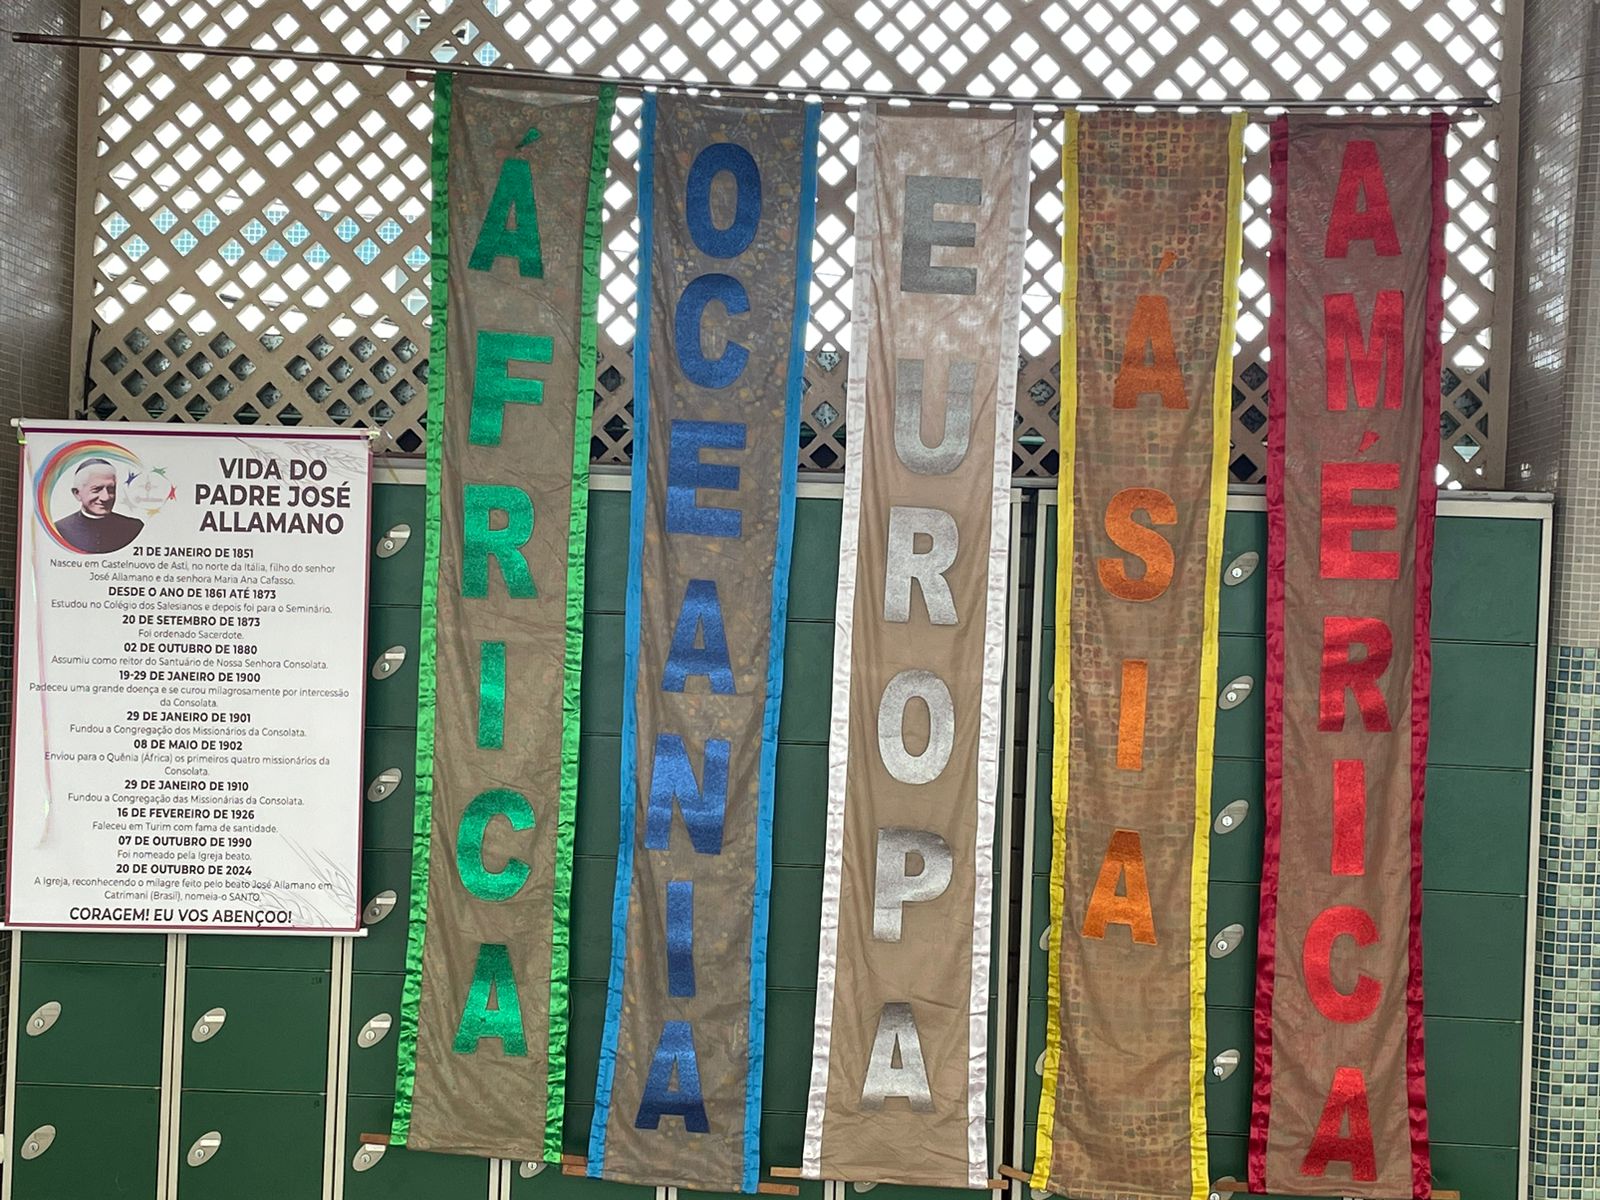 VIDA DO
PADRE JOSÉ
ALLAMANO
21 DE JANEIRO DE 1851
Nasceu em Castelnuovo de Asti, no norte da Itália, filho do senhor
José Allamano e da senhora Maria Ana Cafasso.
DESDE O ANO DE 1861 ATÉ 1873
Estudou no Colégio dos Salesianos e depois foi para o Seminário.
20 DE SETEMBRO DE 1873
Foi ordenado Sacerdote.
02 DE OUTUBRO DE 1880
Assumiu como reitor do Santuário de Nossa Senhora Consolata.
19-29 DE JANEIRO DE 1900
Padeceu uma grande doença e se curou milagrosamente por intercessão
da Consolata.
29 DE JANEIRO DE 1901
Fundou a Congregação dos Missionários da Consolata.
08 DE MAIO DE 1902
Enviou para o Quênia (África) os primeiros quatro missionários da
Consolata.
29 DE JANEIRO DE 1910
Fundou a Congregação das Missionárias da Consolata.
16 DE FEVEREIRO DE 1926
Faleceu em Turim com fama de santidade.
07 DE OUTUBRO DE 1990
Foi nomeado pela Igreja beato.
20 DE OUTUBRO DE 2024
A Igreja, reconhecendo o milagre feito pelo beato José Allamano em
Catrimani (Brasil), nomeia-o SANTO.
CORAGEM! EU VOS ABENÇOO!
ÁFRICA
OCEANIA
EUROPA
ÁSIA
AMÉRICA